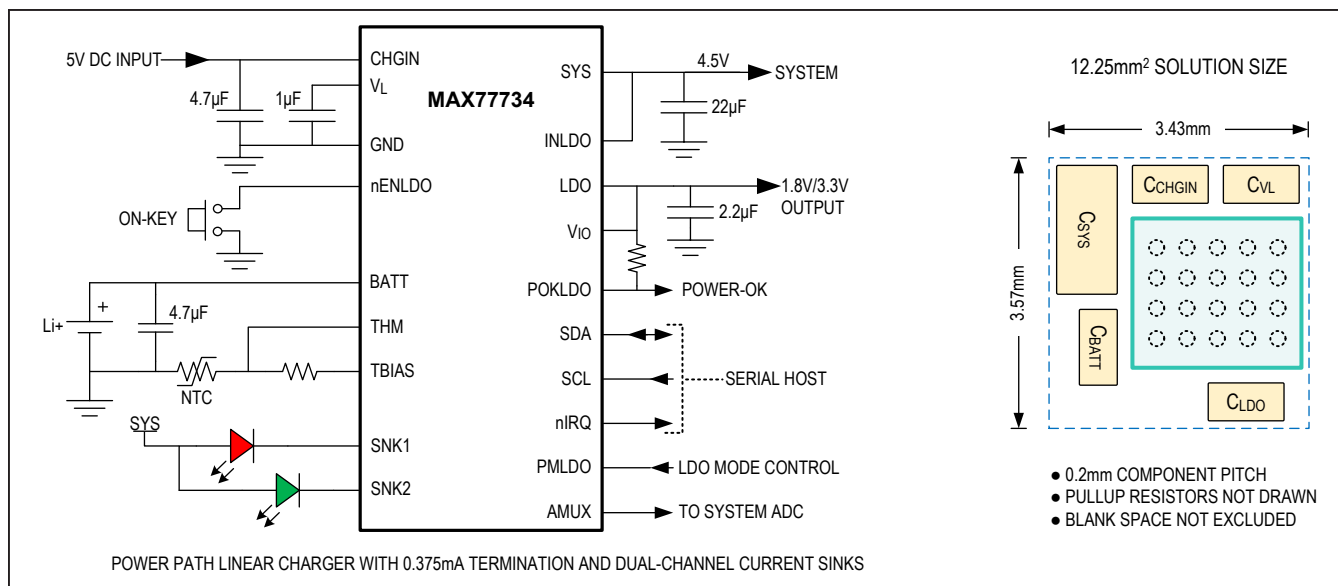 5V DC INPUT
4.7µF
1µF
ON-KEY
Li+
+
4.7µF
NTC
SYS
MAX77734
CHGIN
VL
GND
nENLDO
BATT
THM
TBIAS
SNK1
SNK2
SYS
INLDO
LDO
VIO
POKLDO
SDA
SCL
nIRQ
PMLDO
AMUX
4.5V
SYSTEM
22µF
1.8V/3.3V
OUTPUT
2.2µF
POWER-OK
SERIAL HOST
LDO MODE CONTROL
TO SYSTEM ADC
POWER PATH LINEAR CHARGER WITH 0.375mA TERMINATION AND DUAL-CHANNEL CURRENT SINKS
12.25mm² SOLUTION SIZE
3.43mm
3.57mm
CSYS
CCHGIN
CVL
CBATT
CLDO
● 0.2mm COMPONENT PITCH
● PULLUP RESISTORS NOT DRAWN
● BLANK SPACE NOT EXCLUDED